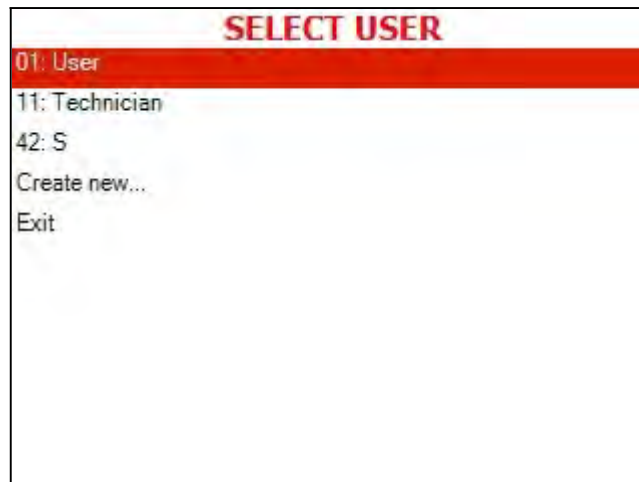 SELECT USER
01: User
11: Technician
42: S
Create new...
Exit